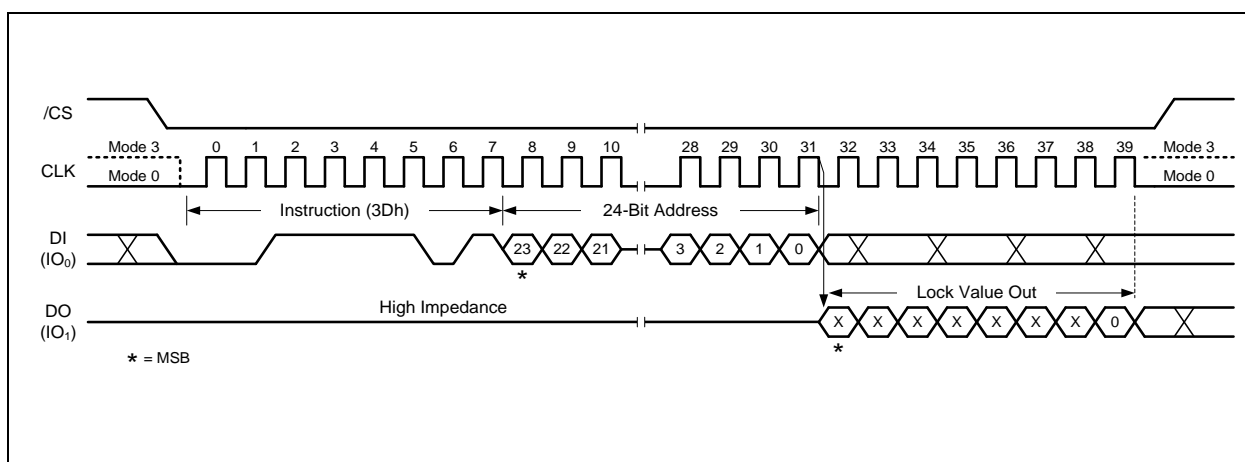 /CS
Mode 3 0 1 2 3 4 5 6 7 8 9 10 28 29 30 31 32 33 34 35 36 37 38 39 Mode 3
CLK
Mode 0 Mode 0
Instruction (3Dh) 24-Bit Address
DI
(IO0) 23 22 21 3 2 1 0
*
High Impedance Lock Value Out
DO
(IO1) X X X X X X X 0
*
* = MSB